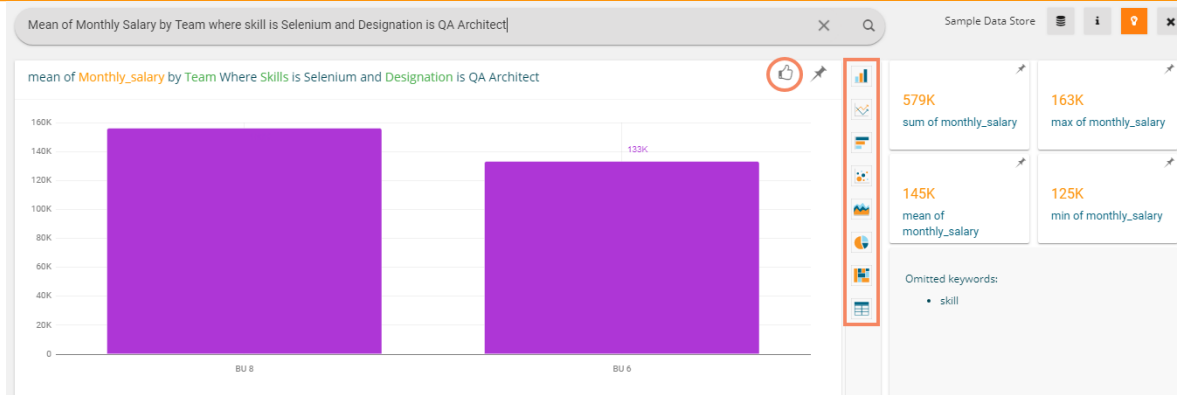 Mean of Monthly Salary by Team where skill is Selenium and Designation is QA Architect
Sample Data Store
mean of Monthly_salary by Team Where Skills is Selenium and Designation is QA Architect
160K
140K
120K
100K
80K
60K
40K
20K
0
133K
BU 8
BU 6
579K
sum of monthly_salary
163K
max of monthly_salary
145K
mean of
monthly_salary
125K
min of monthly_salary
Omitted keywords:
• skill